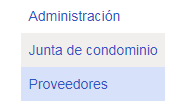 Administración
Junta de condominio
Proveedores